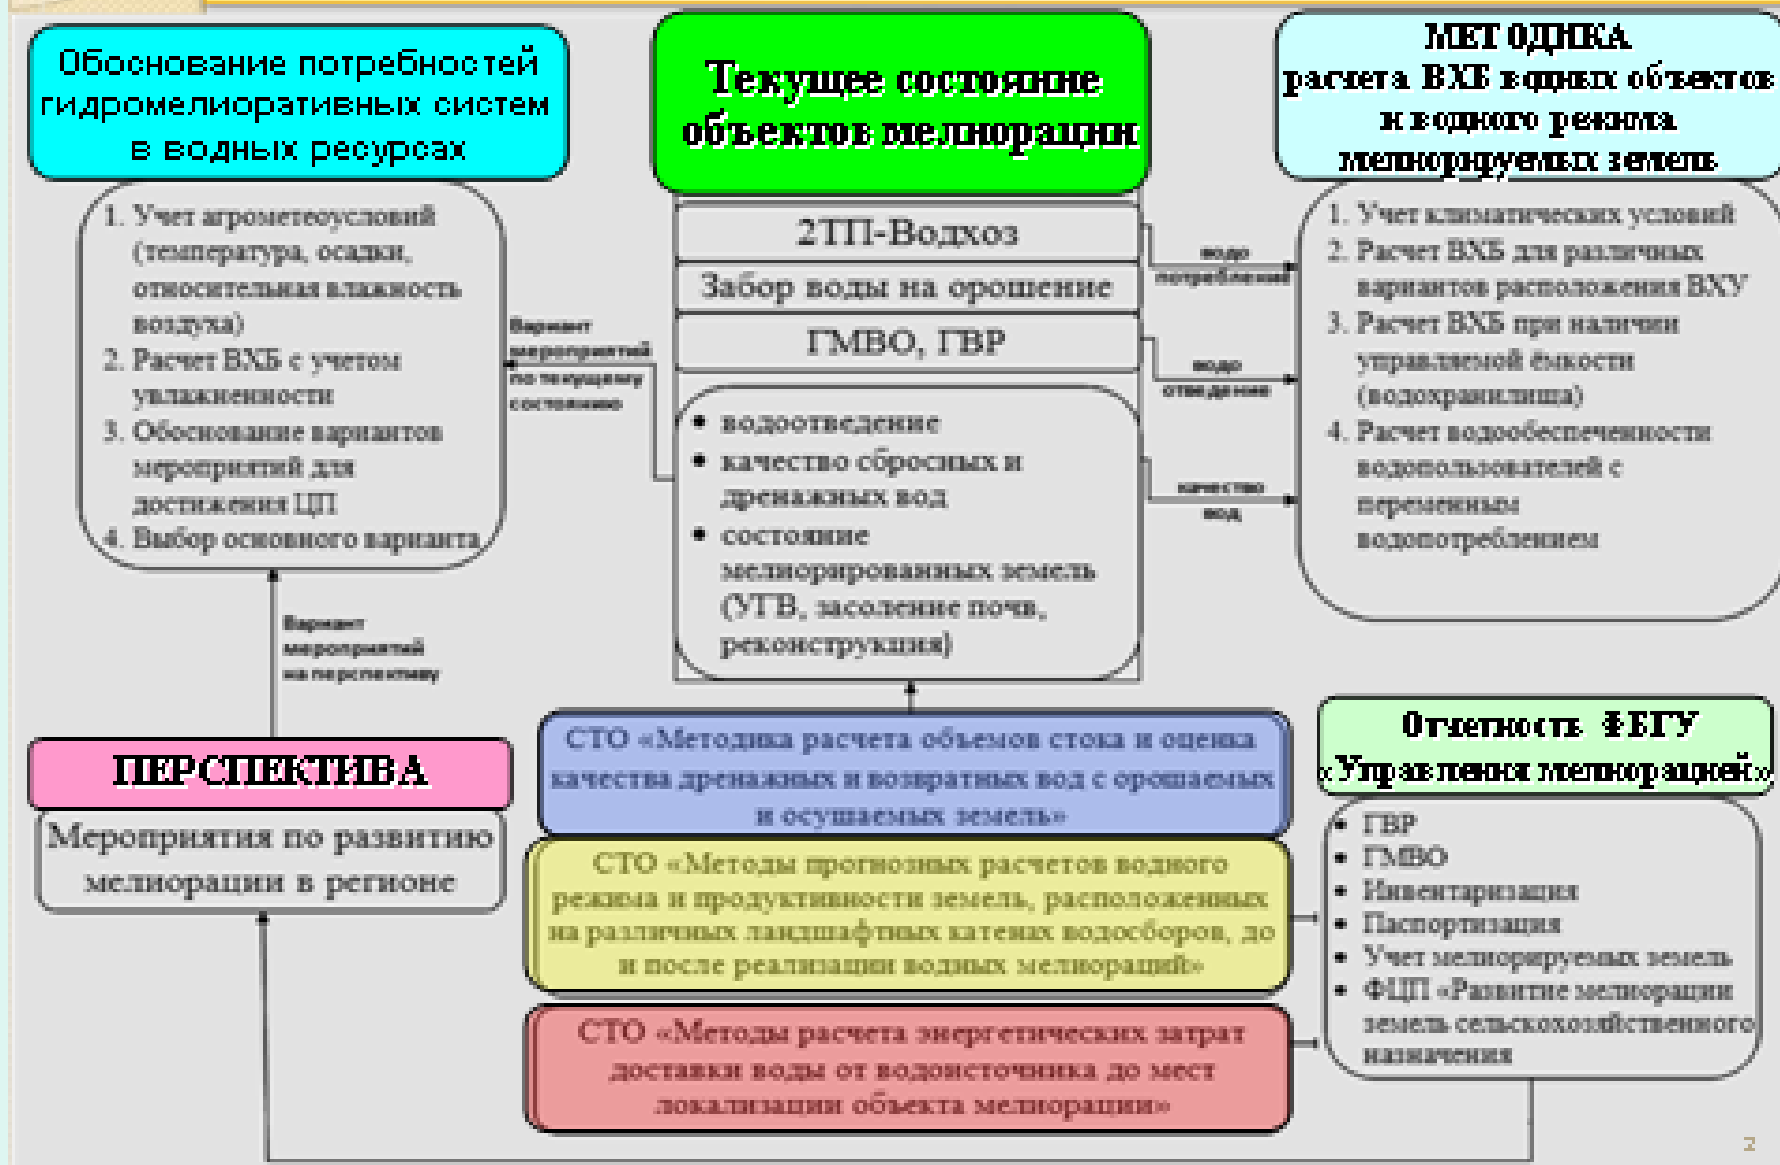 Обоснование потребностей
гидромелиоративных систем
в водных ресурсах
1. Учет агрометеоусловий
(температура, осадки,
относительная влажность
воздуха)
2. Расчет ВХБ с учетом
увлажненности
3. Обоснование вариантов
мероприятий для
достижения ЦП
4. Выбор основного варианта
Вариант
мероприятий
по текущему
состоянию
Текущее состояние
объектов мелиорации
2ТП-Водхоз
Забор воды на орошение
ГМВО, ГВР
• водоотведение
• качество сбросных и
дренажных вод
• состояние
мелиорированных земель
(УГВ, засоление почв,
реконструкция)
водо
потребление
водо
отведение
качество
вод
МЕТОДИКА
расчета ВХБ водных объектов
и водного режима
мелиорируемых земель
1. Учет климатических условий
2. Расчет ВХБ для различных
вариантов расположения ВХУ
3. Расчет ВХБ при наличии
управляемой ёмкости
(водохранилища)
4. Расчет водообеспеченности
водопользователей с
переменным
водопотреблением
Вариант
мероприятий
на перспективу
ПЕРСПЕКТИВА
Мероприятия по развитию
мелиорации в регионе
СТО «Методика расчета объемов стока и оценка
качества дренажных и возвратных вод с орошаемых
и осушаемых земель»
СТО «Методы прогнозных расчетов водного
режима и продуктивности земель, расположенных
на различных ландшафтных катенах водосборов, до
и после реализации водных мелиораций»
СТО «Методы расчета энергетических затрат
доставки воды от водоисточника до мест
локализации объекта мелиорации»
Отчетность ФБГУ
«Управления мелиорацией»
• ГВР
• ГМВО
• Инвентаризация
• Паспортизация
• Учет мелиорируемых земель
• ФЦП «Развитие мелиорации
земель сельскохозяйственного
назначения
2